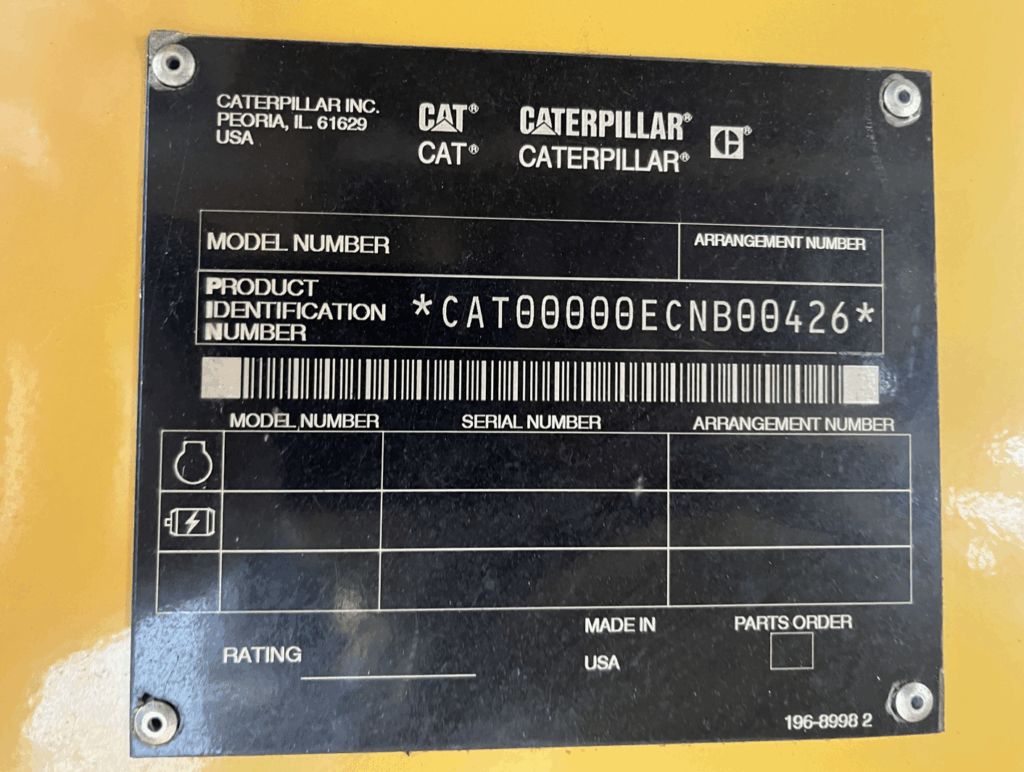 CATERPILLAR INC.
PEORIA, IL. 61629
USA
CAT® CATERPILLAR®
CAT® CATERPILLAR®
MODEL NUMBER
ARRANGEMENT NUMBER
PRODUCT
IDENTIFICATION
NUMBER
*CAT00000ECNB00426*
MODEL NUMBER SERIAL NUMBER ARRANGEMENT NUMBER
RATING
MADE IN
USA
PARTS ORDER
196-8998 2